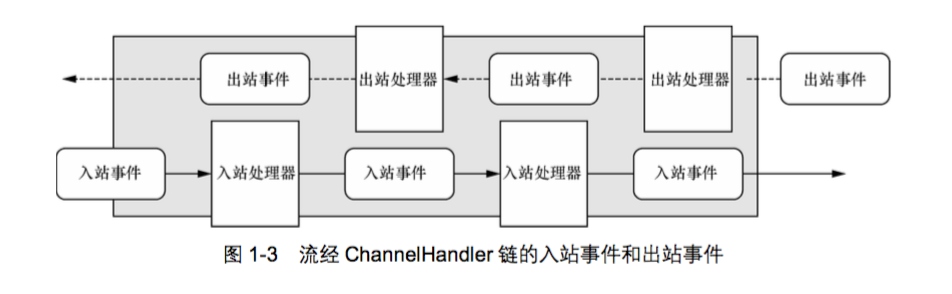 出站事件 出站处理器 出站事件 出站处理器 出站事件
入站事件 入站处理器 入站事件 入站处理器 入站事件
图 1-3 流经 ChannelHandler 链的入站事件和出站事件